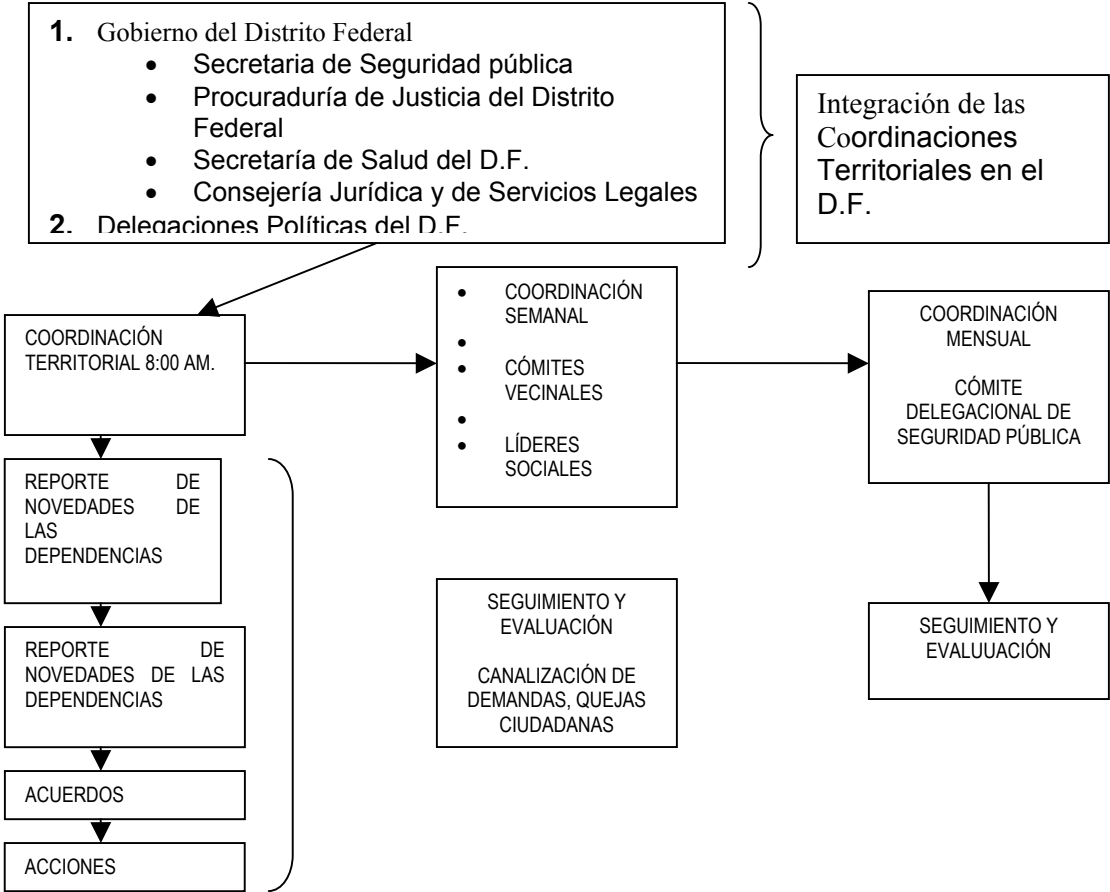 1. Gobierno del Distrito Federal
• Secretaria de Seguridad pública
• Procuraduría de Justicia del Distrito
Federal
• Secretaría de Salud del D.F.
• Consejería Jurídica y de Servicios Legales
2. Delegaciones Políticas del D.F.
Integración de las
Coordinaciones
Territoriales en el
D.F.
COORDINACIÓN
TERRITORIAL 8:00 AM.
• COORDINACIÓN
SEMANAL
•
• CÓMITES
VECINALES
•
• LÍDERES
SOCIALES
COORDINACIÓN
MENSUAL
CÓMITE
DELEGACIONAL DE
SEGURIDAD PÚBLICA
REPORTE DE
NOVEDADES DE
LAS
DEPENDENCIAS
REPORTE DE
NOVEDADES DE LAS
DEPENDENCIAS
ACUERDOS
ACCIONES
SEGUIMIENTO Y
EVALUACIÓN
CANALIZACIÓN DE
DEMANDAS, QUEJAS
CIUDADANAS
SEGUIMIENTO Y
EVALUUACIÓN